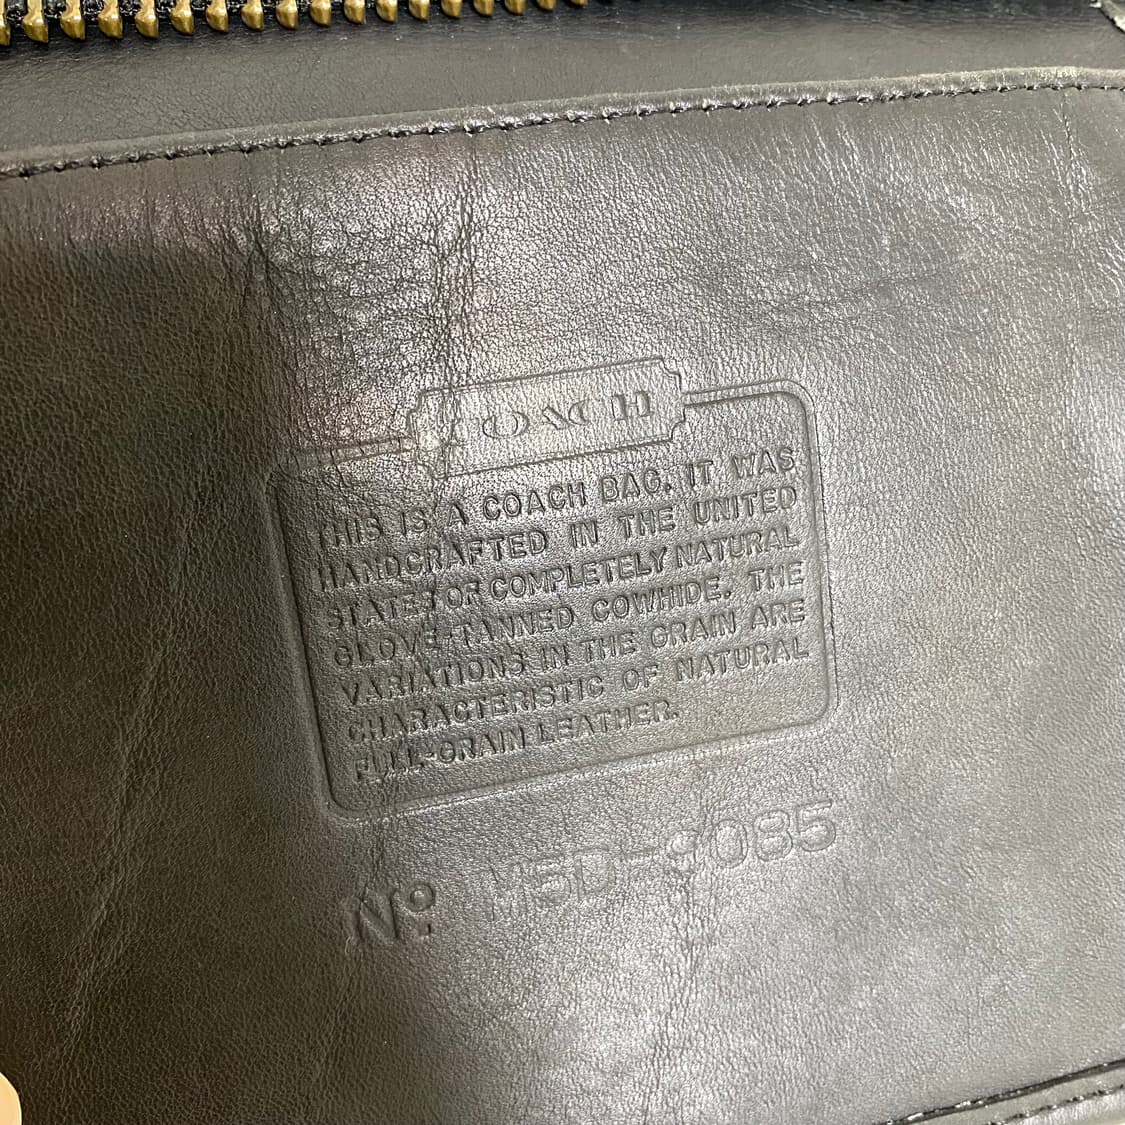 COACH
THIS IS A COACH BAG. IT WAS
HANDCRAFTED IN THE UNITED
STATES OF COMPLETELY NATURAL
GLOVE-TANNED COWHIDE. THE
VARIATIONS IN THE GRAIN ARE
CHARACTERISTIC OF NATURAL
FULL-GRAIN LEATHER.
Nº M5D-9085